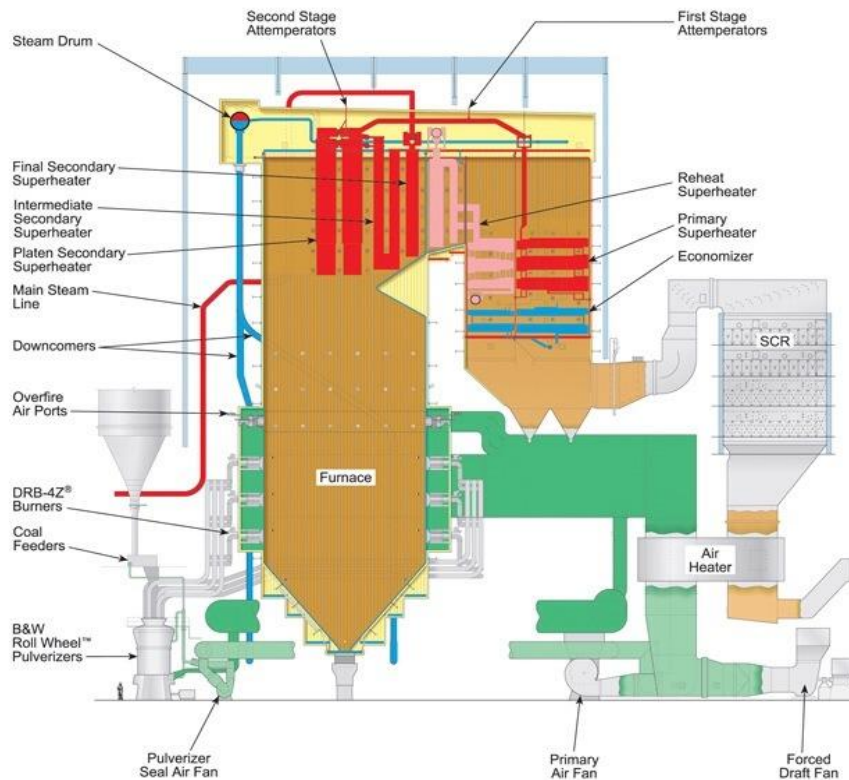 Second Stage
Attemperators
First Stage
Attemperators
Steam Drum
Final Secondary
Superheater
Intermediate
Secondary
Superheater
Platen Secondary
Superheater
Main Steam
Line
Downcomers
Overfire
Air Ports
DRB-4Z®
Burners
Coal
Feeders
B&W
Roll Wheel™
Pulverizers
Reheat
Superheater
Primary
Superheater
Economizer
SCR
Furnace
Air
Heater
Pulverizer
Seal Air Fan
Primary
Air Fan
Forced
Draft Fan